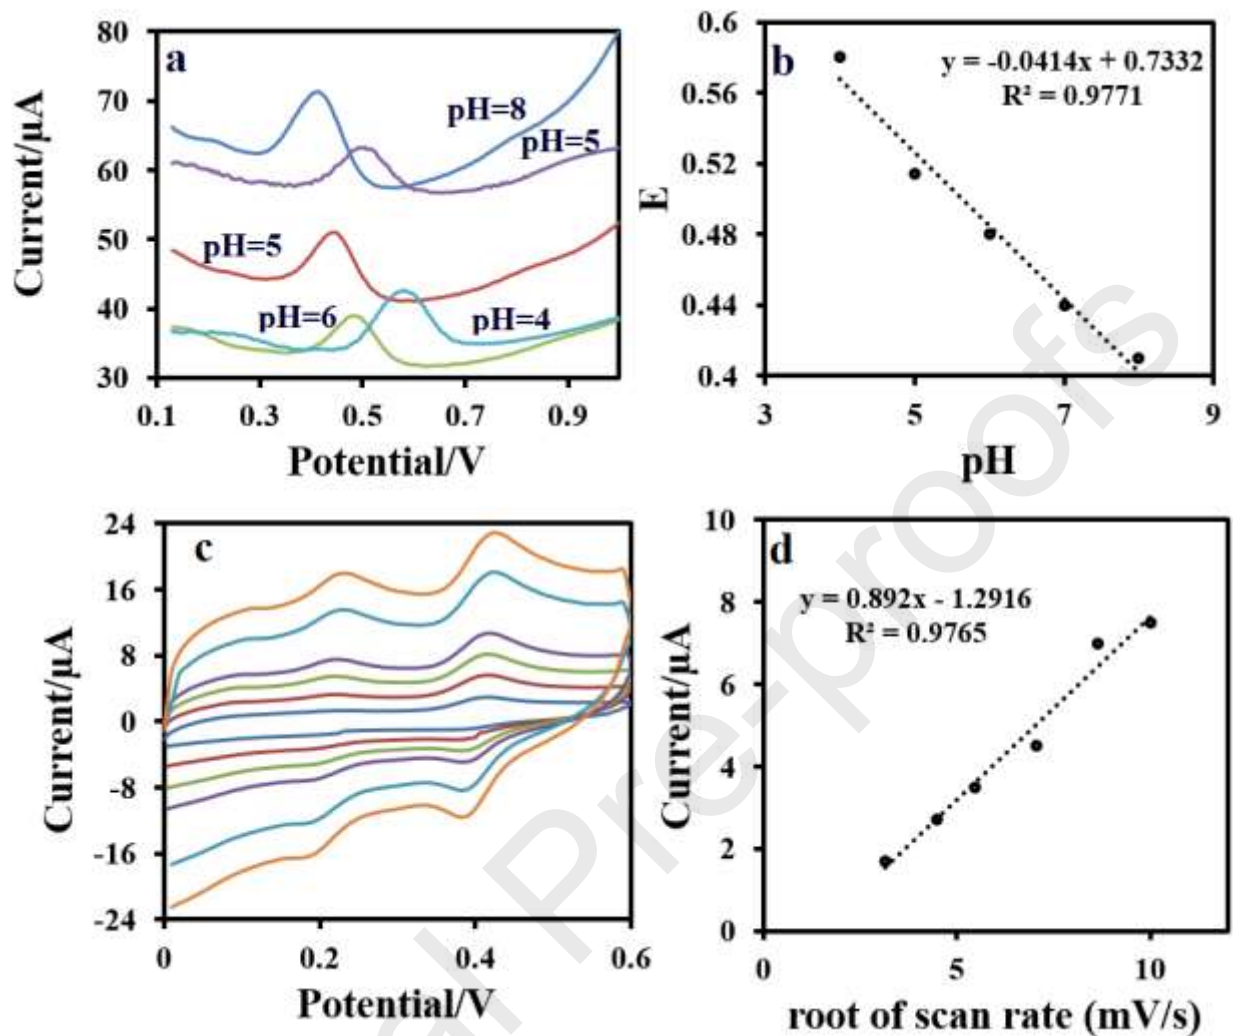 a
80
70
60
50
40
30
Current/μA
pH=8
pH=5
pH=5
pH=6
pH=4
0.1 0.3 0.5 0.7 0.9
Potential/V
b
y = -0.0414x + 0.7332
R² = 0.9771
0.6
0.56
0.52
0.48
0.44
0.4
E
3 5 7 9
pH
c
24
16
8
0
-8
-16
-24
Current/μA
0 0.2 0.4 0.6
Potential/V
d
y = 0.892x - 1.2916
R² = 0.9765
10
8
6
4
2
0
Current/μA
0 5 10
root of scan rate (mV/s)
al Pre-proofs